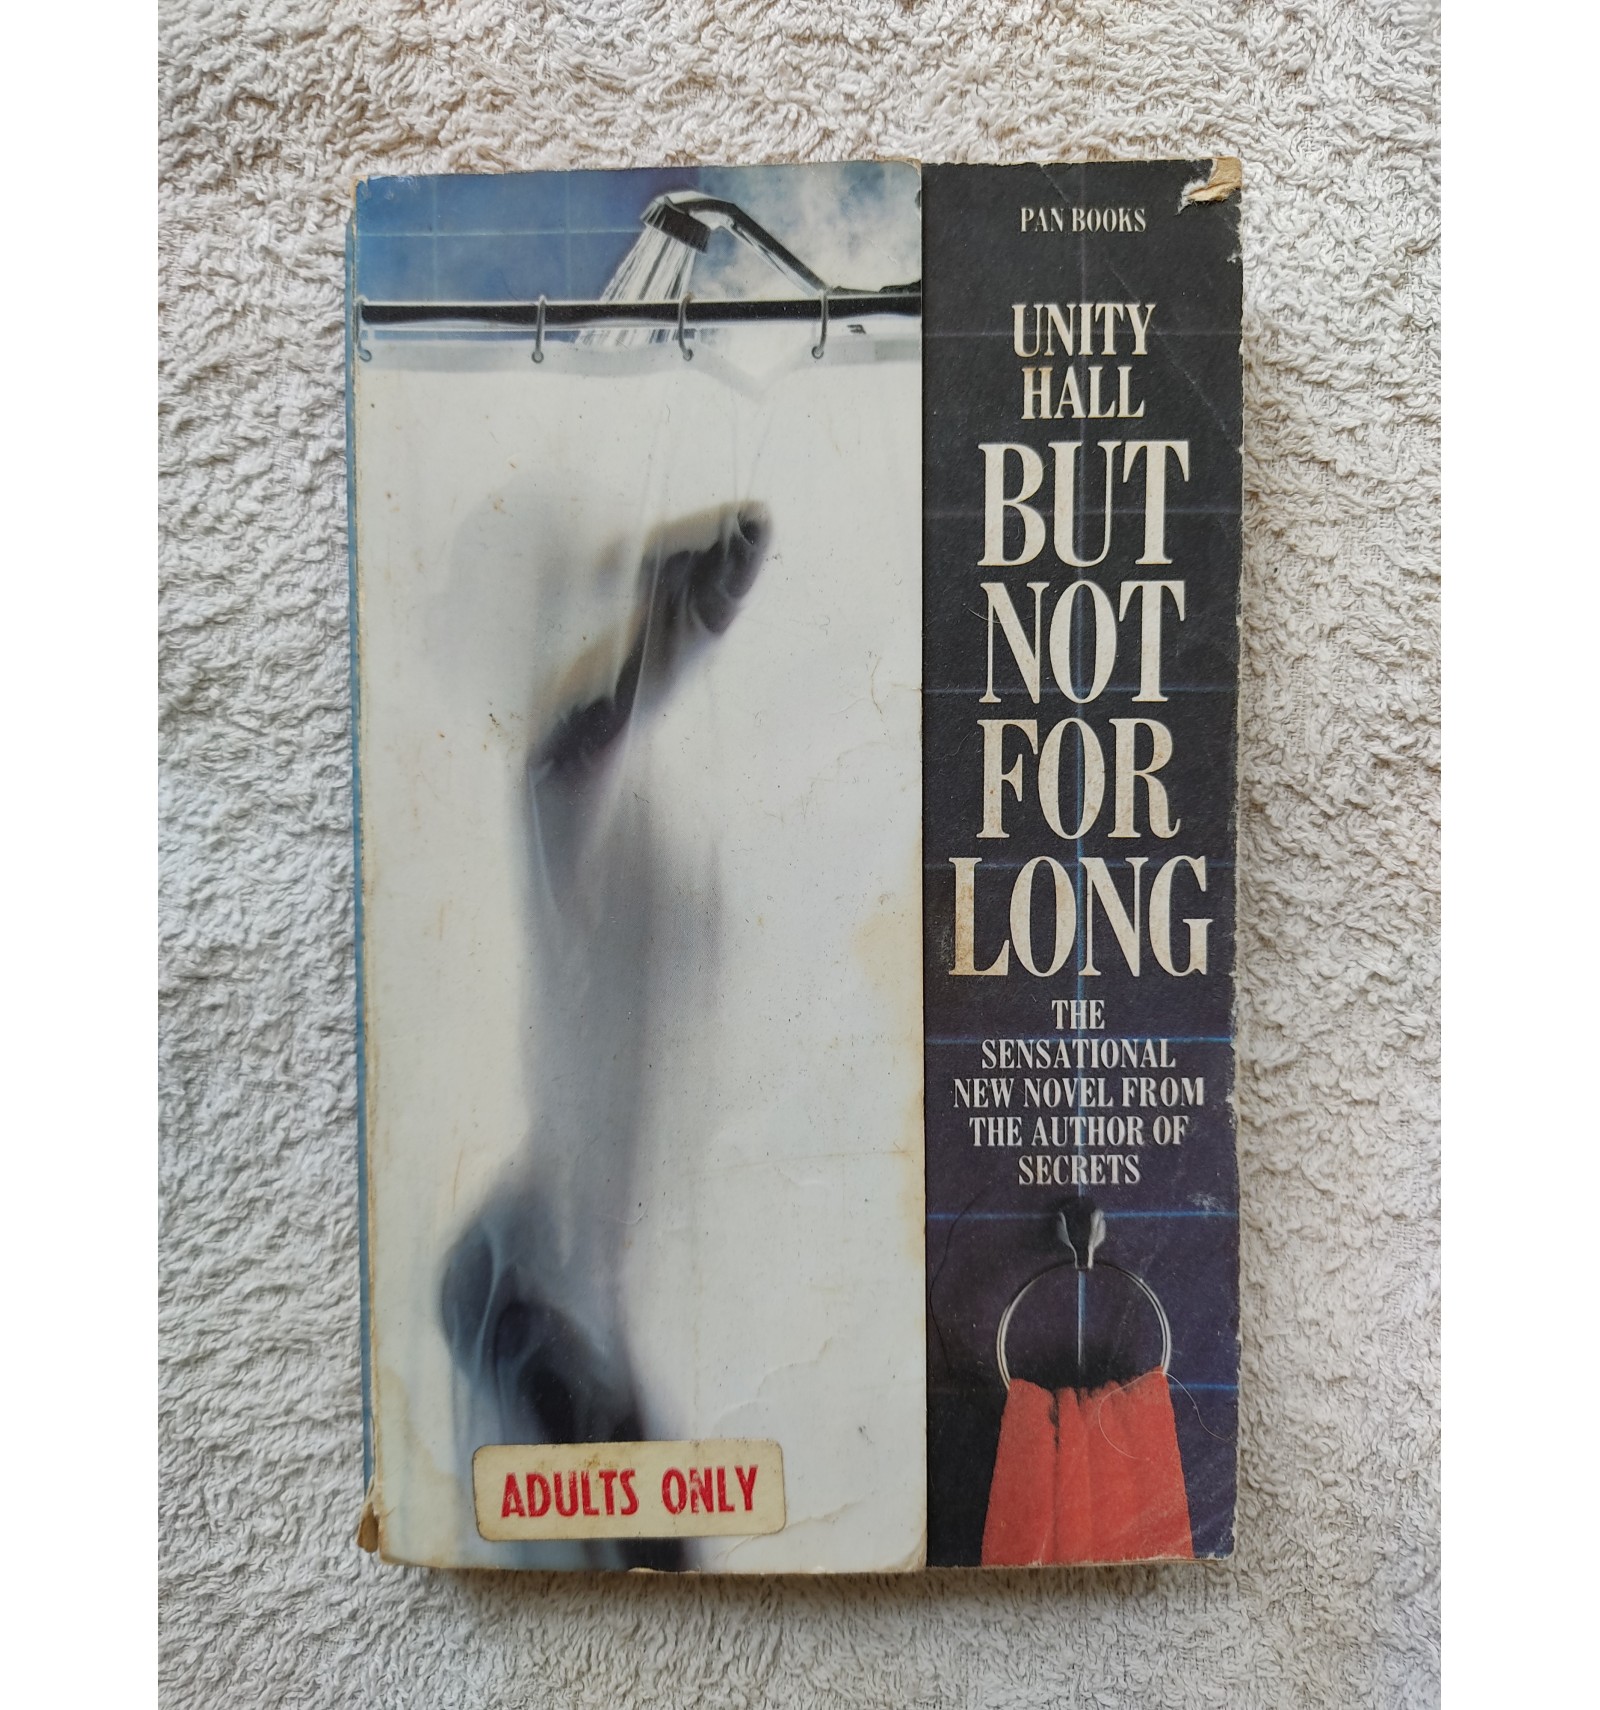 PAN BOOKS
UNITY
HALL
BUT
NOT
FOR
LONG
THE
SENSATIONAL
NEW NOVEL FROM
THE AUTHOR OF
SECRETS
ADULTS ONLY